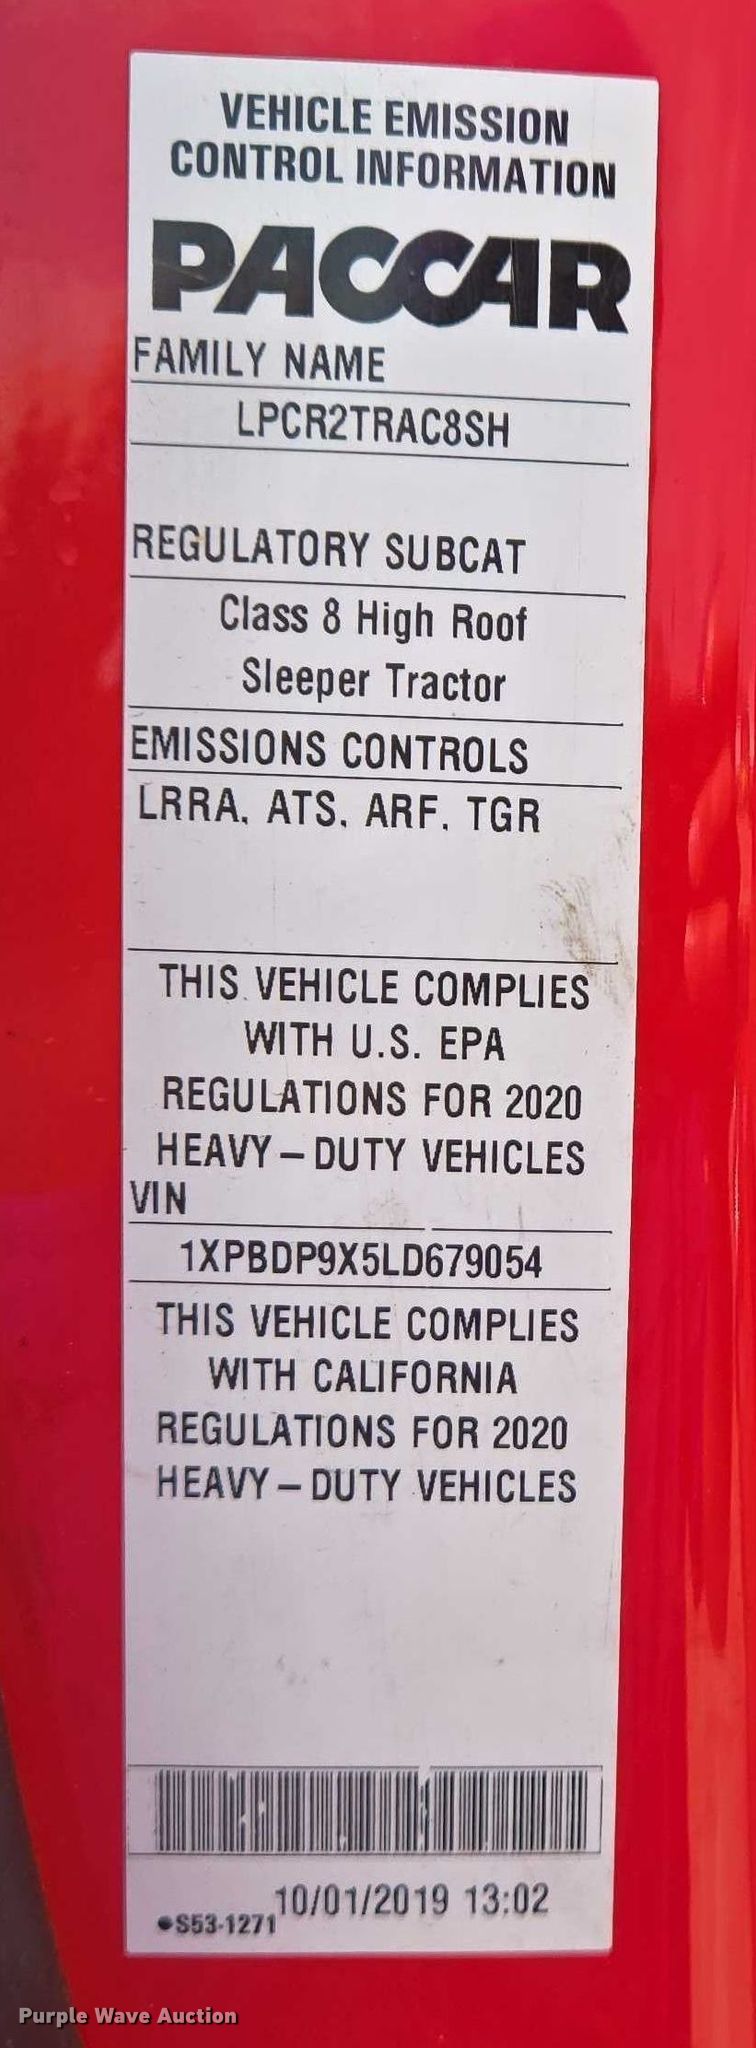 VEHICLE EMISSION
CONTROL INFORMATION
PACCAR
FAMILY NAME
LPCR2TRAC8SH
REGULATORY SUBCAT
Class 8 High Roof
Sleeper Tractor
EMISSIONS CONTROLS
LRRA. ATS. ARF. TGR
THIS VEHICLE COMPLIES
WITH U.S. EPA
REGULATIONS FOR 2020
HEAVY-DUTY VEHICLES
VIN
1XPBDP9X5LD679054
THIS VEHICLE COMPLIES
WITH CALIFORNIA
REGULATIONS FOR 2020
HEAVY-DUTY VEHICLES
10/01/2019 13:02
●S53-1271
Purple Wave Auction